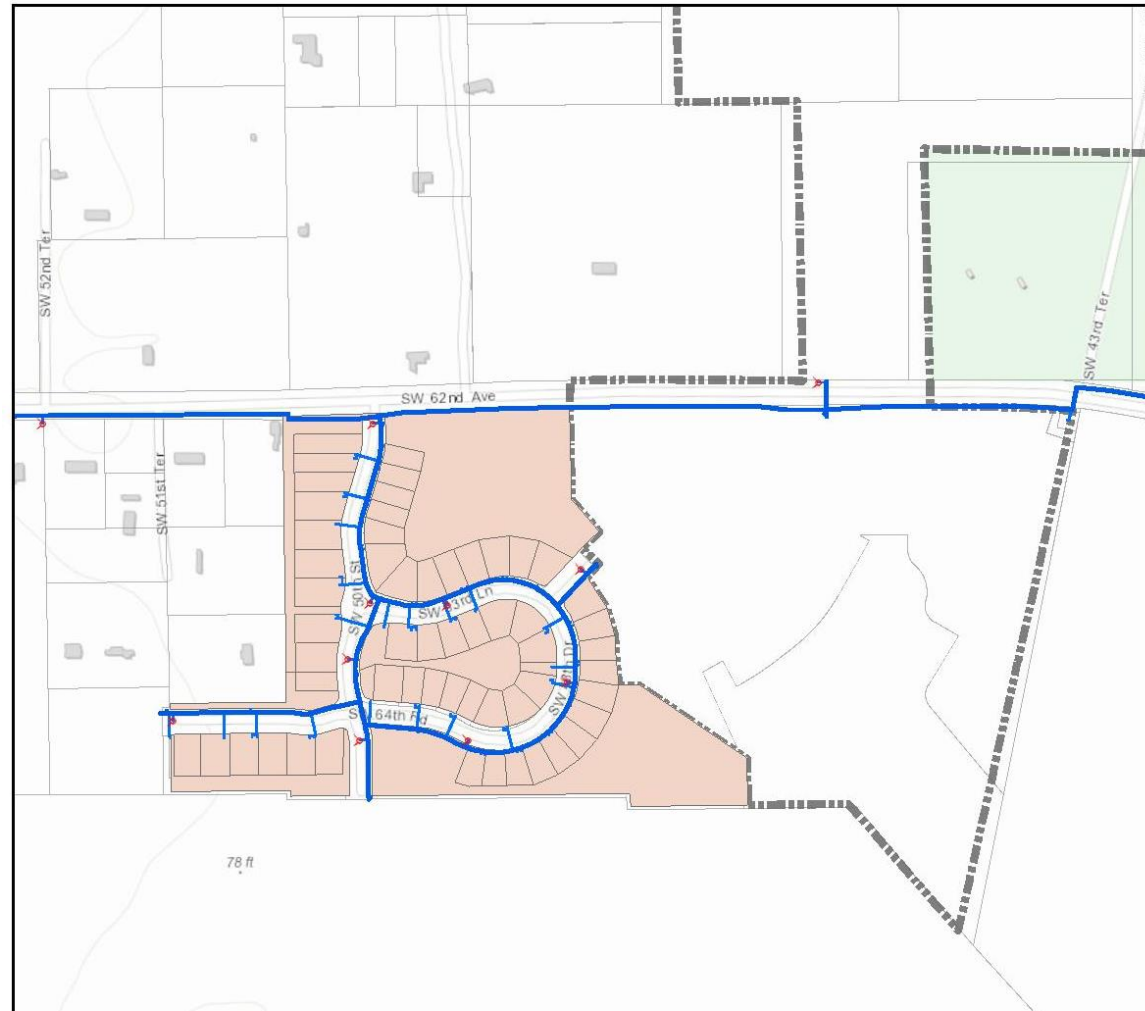 SW 52nd Ter
SW 43rd Ter
SW 62nd Ave
SW 51st Ter
SW 50th St
SW 63rd Ln
SW 64th Rd
78 ft